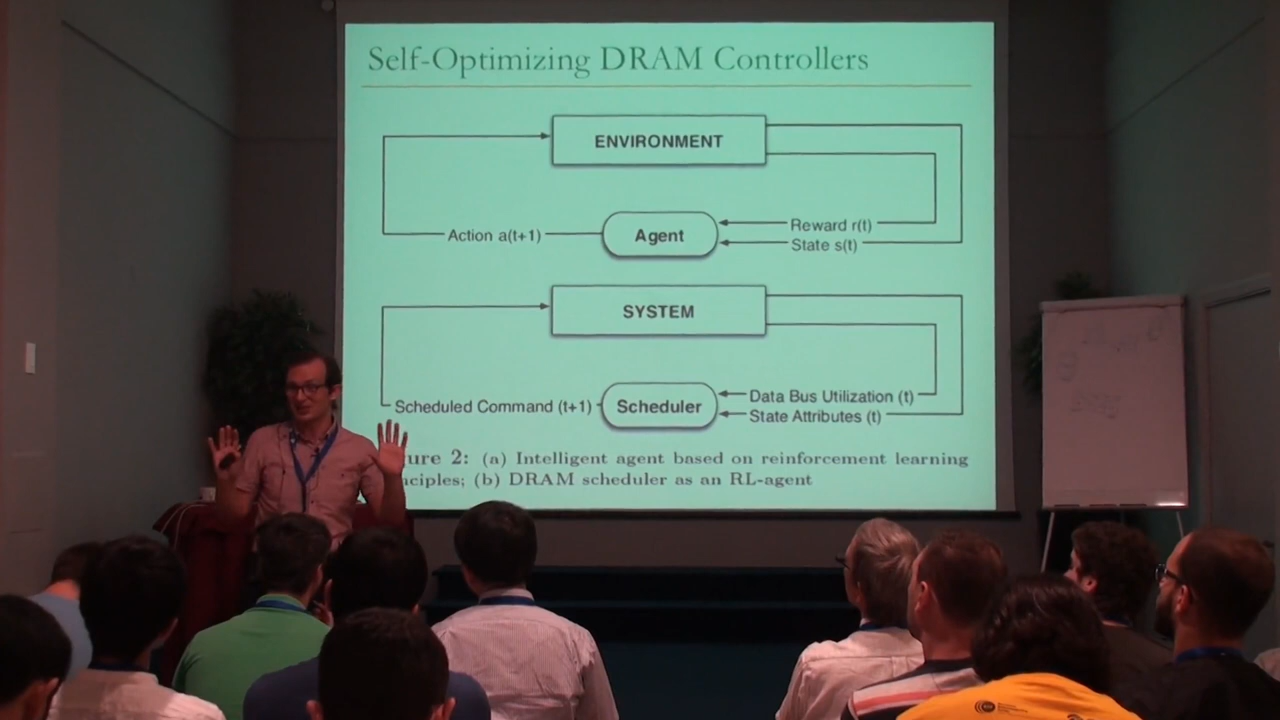 Self-Optimizing DRAM Controllers
ENVIRONMENT
Action a(t+1)
Agent
Reward r(t)
State s(t)
SYSTEM
Scheduled Command (t+1)
Scheduler
Data Bus Utilization (t)
State Attributes (t)
ure 2: (a) Intelligent agent based on reinforcement learning
nciples; (b) DRAM scheduler as an RL-agent